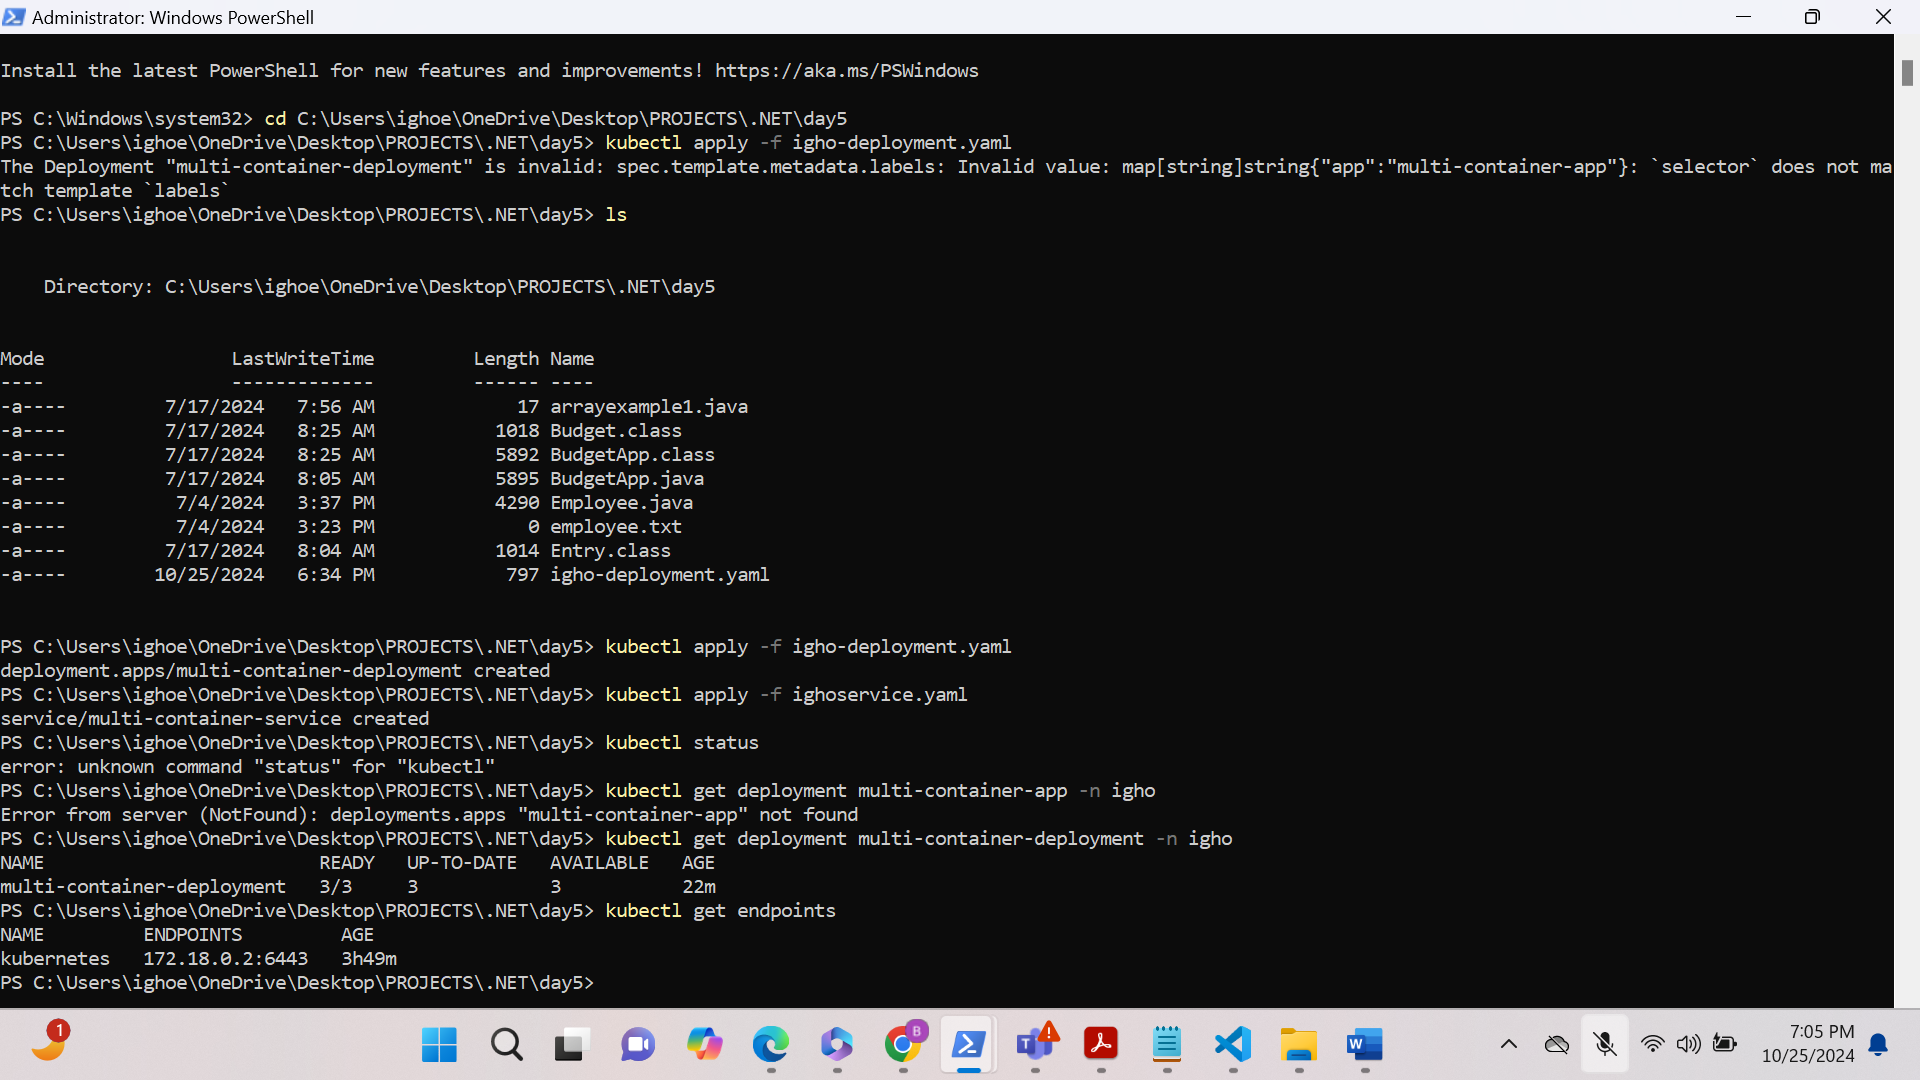 Administrator: Windows PowerShell
Install the latest PowerShell for new features and improvements! https://aka.ms/PSWindows
PS C:\Windows\system32> cd C:\Users\ighoe\OneDrive\Desktop\PROJECTS\.NET\day5
PS C:\Users\ighoe\OneDrive\Desktop\PROJECTS\.NET\day5> kubectl apply -f igho-deployment.yaml
The Deployment "multi-container-deployment" is invalid: spec.template.metadata.labels: Invalid value: map[string]string{"app":"multi-container-app"}: `selector` does not ma
tch template `labels`
PS C:\Users\ighoe\OneDrive\Desktop\PROJECTS\.NET\day5> ls
Directory: C:\Users\ighoe\OneDrive\Desktop\PROJECTS\.NET\day5
Mode LastWriteTime Length Name
---- ------------- ------ ----
-a---- 7/17/2024 7:56 AM 17 arrayexample1.java
-a---- 7/17/2024 8:25 AM 1018 Budget.class
-a---- 7/17/2024 8:25 AM 5892 BudgetApp.class
-a---- 7/17/2024 8:05 AM 5895 BudgetApp.java
-a---- 7/4/2024 3:37 PM 4290 Employee.java
-a---- 7/4/2024 3:23 PM 0 employee.txt
-a---- 7/17/2024 8:04 AM 1014 Entry.class
-a---- 10/25/2024 6:34 PM 797 igho-deployment.yaml
PS C:\Users\ighoe\OneDrive\Desktop\PROJECTS\.NET\day5> kubectl apply -f igho-deployment.yaml
deployment.apps/multi-container-deployment created
PS C:\Users\ighoe\OneDrive\Desktop\PROJECTS\.NET\day5> kubectl apply -f ighoservice.yaml
service/multi-container-service created
PS C:\Users\ighoe\OneDrive\Desktop\PROJECTS\.NET\day5> kubectl status
error: unknown command "status" for "kubectl"
PS C:\Users\ighoe\OneDrive\Desktop\PROJECTS\.NET\day5> kubectl get deployment multi-container-app -n igho
Error from server (NotFound): deployments.apps "multi-container-app" not found
PS C:\Users\ighoe\OneDrive\Desktop\PROJECTS\.NET\day5> kubectl get deployment multi-container-deployment -n igho
NAME READY UP-TO-DATE AVAILABLE AGE
multi-container-deployment 3/3 3 3 22m
PS C:\Users\ighoe\OneDrive\Desktop\PROJECTS\.NET\day5> kubectl get endpoints
NAME ENDPOINTS AGE
kubernetes 172.18.0.2:6443 3h49m
PS C:\Users\ighoe\OneDrive\Desktop\PROJECTS\.NET\day5>
1
B
T
W
7:05 PM
10/25/2024